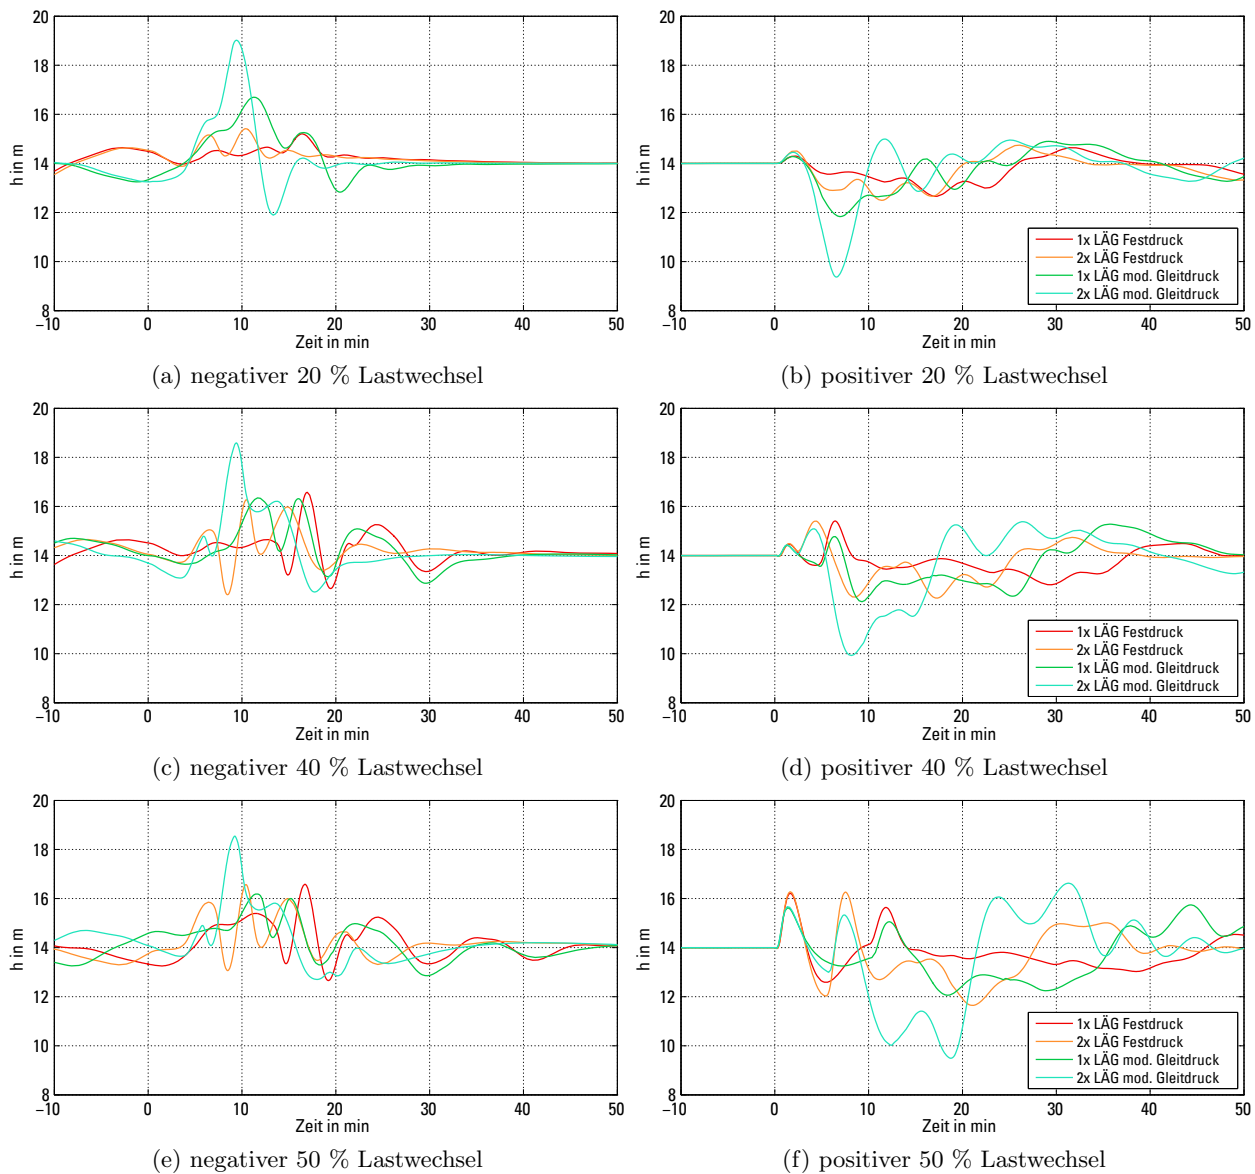 20
18
16
14
12
10
8
h in m
−10 0 10 20 30 40 50
Zeit in min
(a) negativer 20 % Lastwechsel
20
18
16
14
12
10
8
h in m
1x LÄG Festdruck
2x LÄG Festdruck
1x LÄG mod. Gleitdruck
2x LÄG mod. Gleitdruck
−10 0 10 20 30 40 50
Zeit in min
(b) positiver 20 % Lastwechsel
20
18
16
14
12
10
8
h in m
−10 0 10 20 30 40 50
Zeit in min
(c) negativer 40 % Lastwechsel
20
18
16
14
12
10
8
h in m
1x LÄG Festdruck
2x LÄG Festdruck
1x LÄG mod. Gleitdruck
2x LÄG mod. Gleitdruck
−10 0 10 20 30 40 50
Zeit in min
(d) positiver 40 % Lastwechsel
20
18
16
14
12
10
8
h in m
−10 0 10 20 30 40 50
Zeit in min
(e) negativer 50 % Lastwechsel
20
18
16
14
12
10
8
h in m
1x LÄG Festdruck
2x LÄG Festdruck
1x LÄG mod. Gleitdruck
2x LÄG mod. Gleitdruck
−10 0 10 20 30 40 50
Zeit in min
(f) positiver 50 % Lastwechsel